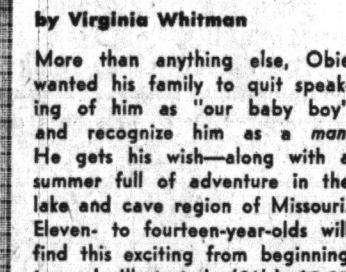 by Virginia Whitman
More than anything else, Obie
wanted his family to quit speak-
ing of him as "our baby boy"
and recognize him as a man.
He gets his wish—along with a
summer full of adventure in the
lake and cave region of Missouri.
Eleven- to fourteen-year-olds will
find this exciting from beginning